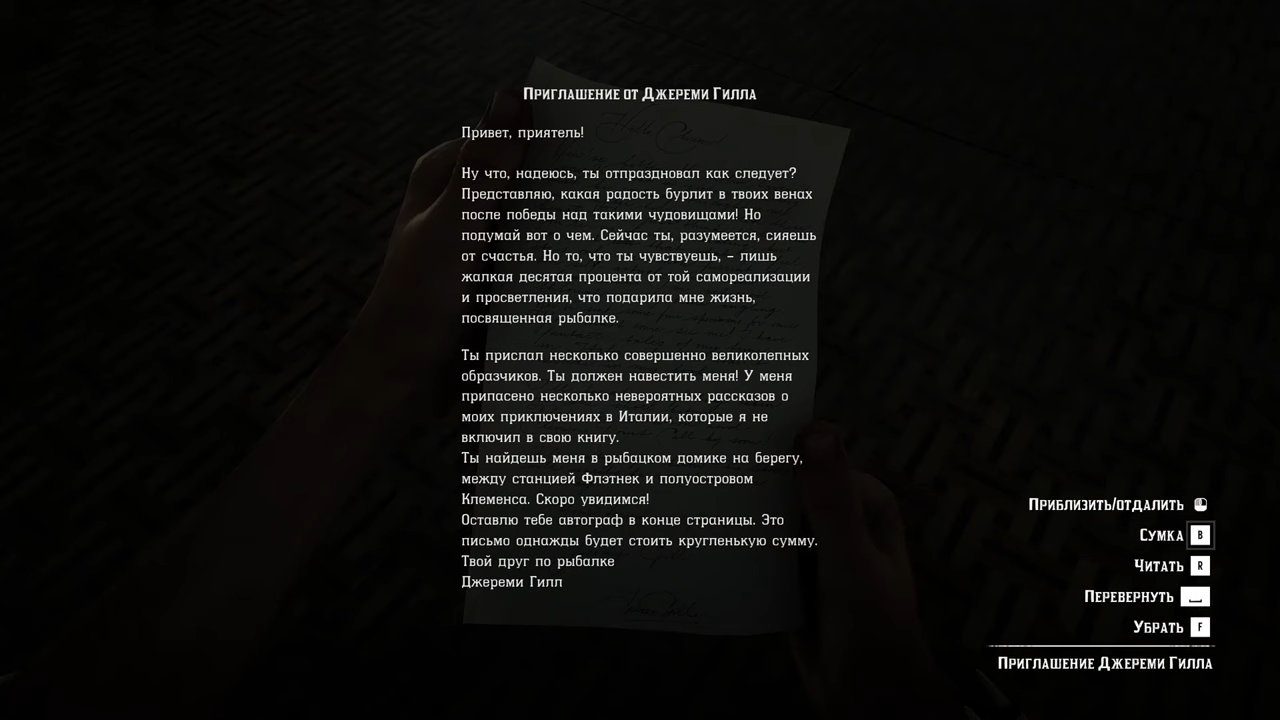 Приглашение от Джереми Гилла
Привет, приятель!
Ну что, надеюсь, ты отпраздновал как следует?
Представляю, какая радость бурлит в твоих венах
после победы над такими чудовищами! Но
подумай вот о чем. Сейчас ты, разумеется, сияешь
от счастья. Но то, что ты чувствуешь, – лишь
жалкая десятая процента от той самореализации
и просветления, что подарила мне жизнь,
посвященная рыбалке.
Ты прислал несколько совершенно великолепных
образчиков. Ты должен навестить меня! У меня
припасено несколько невероятных рассказов о
моих приключениях в Италии, которые я не
включил в свою книгу.
Ты найдешь меня в рыбацком домике на берегу,
между станцией Флэтнек и полуостровом
Клеменса. Скоро увидимся!
Оставлю тебе автограф в конце страницы. Это
письмо однажды будет стоить кругленькую сумму.
Твой друг по рыбалке
Джереми Гилл
Приблизить/отдалить
Сумка B
Читать R
Перевернуть
Убрать F
Приглашение Джереми Гилла